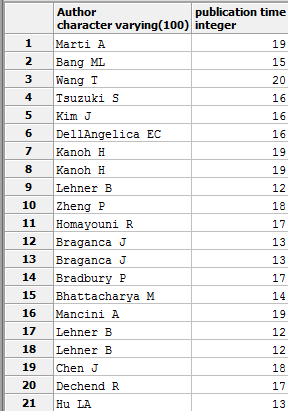 Author publication time
character varying(100) integer
1 Marti A 19
2 Bang ML 15
3 Wang T 20
4 Tsuzuki S 16
5 Kim J 16
6 DellAngelica EC 16
7 Kanoh H 19
8 Kanoh H 19
9 Lehner B 12
10 Zheng P 18
11 Homayouni R 17
12 Braganca J 13
13 Braganca J 13
14 Bradbury P 17
15 Bhattacharya M 14
16 Mancini A 19
17 Lehner B 12
18 Lehner B 12
19 Chen J 18
20 Dechend R 17
21 Hu LA 13